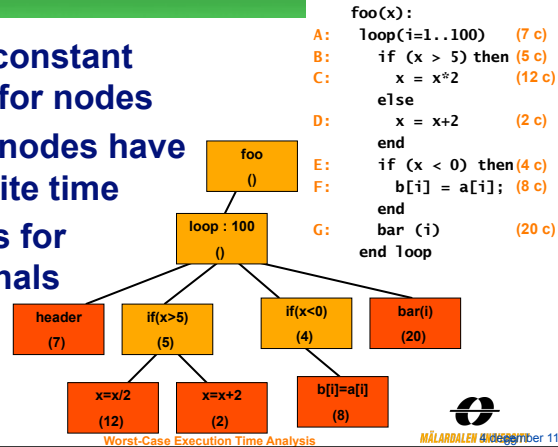 constant
for nodes
nodes have
ite time
s for
nals
foo(x):
A: loop(i=1..100) (7 c)
B: if (x > 5) then (5 c)
C: x = x*2 (12 c)
else
D: x = x+2 (2 c)
end
E: if (x < 0) then (4 c)
F: b[i] = a[i]; (8 c)
end
G: bar (i) (20 c)
end loop
foo
()
loop : 100
()
header
(7)
if(x>5)
(5)
if(x<0)
(4)
bar(i)
(20)
x=x/2
(12)
x=x+2
(2)
b[i]=a[i]
(8)
Worst-Case Execution Time Analysis
MÄLARDALEN
4 december 11